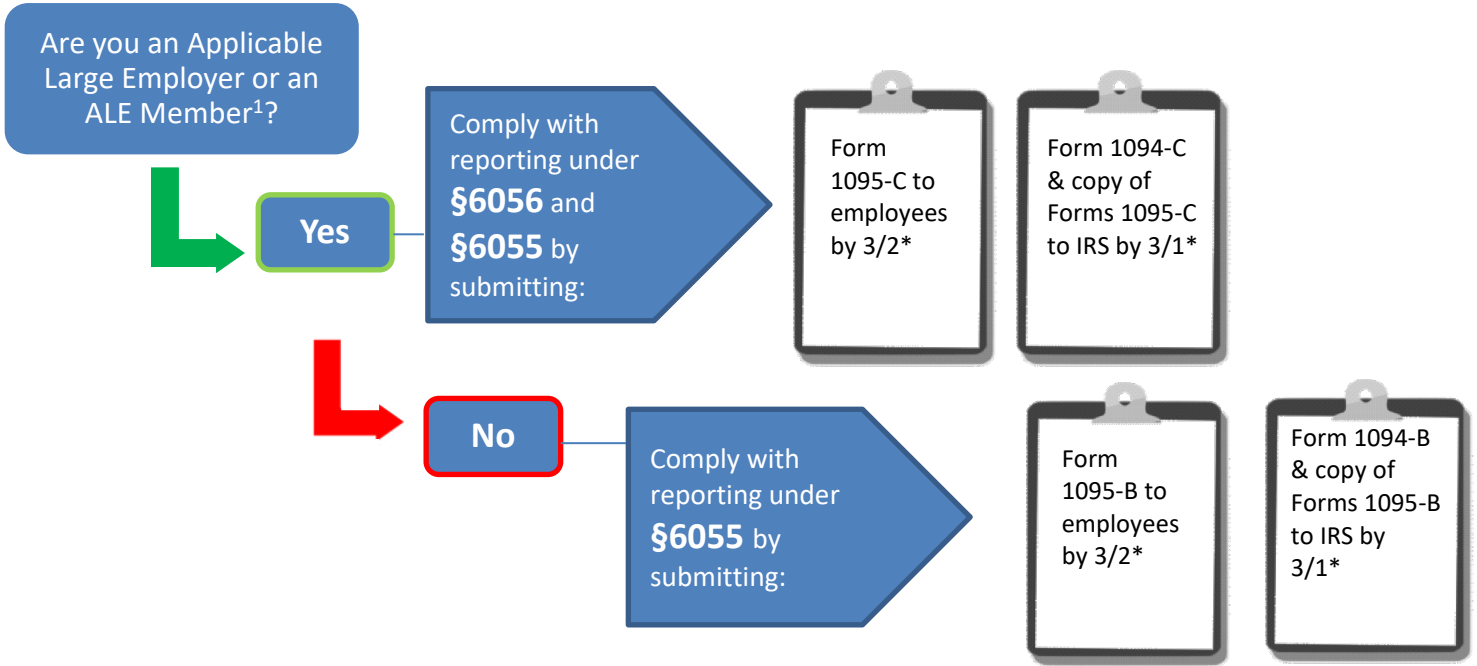 Are you an Applicable
Large Employer or an
ALE Member¹?
Yes
Comply with
reporting under
§6056 and
§6055 by
submitting:
Form
1095-C to
employees
by 3/2*
Form 1094-C
& copy of
Forms 1095-C
to IRS by 3/1*
No
Comply with
reporting under
§6055 by
submitting:
Form
1095-B to
employees
by 3/2*
Form 1094-B
& copy of
Forms 1095-B
to IRS by
3/1*